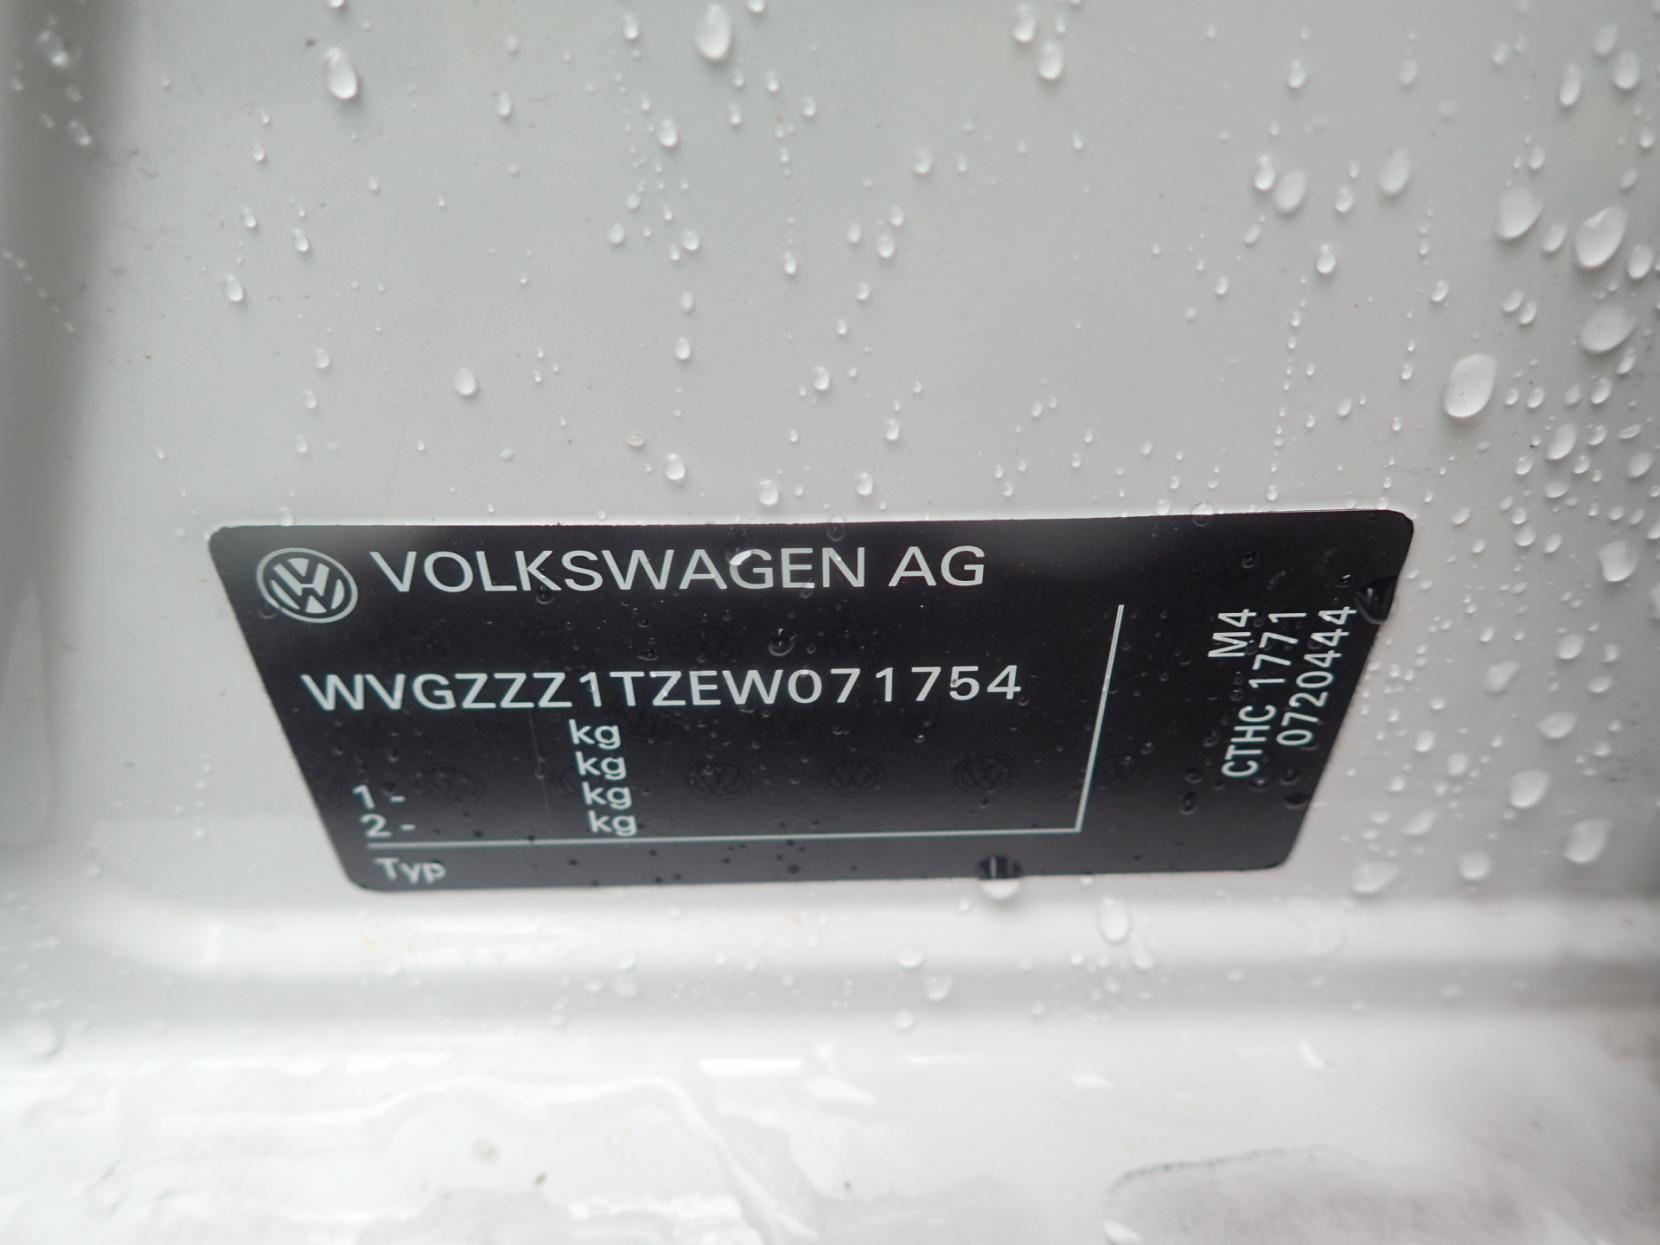 VOLKSWAGEN AG
WVGZZZ1TZEW071754
kg
kg
1- kg
2- kg
Typ
M4
CTHC 1771
0720444